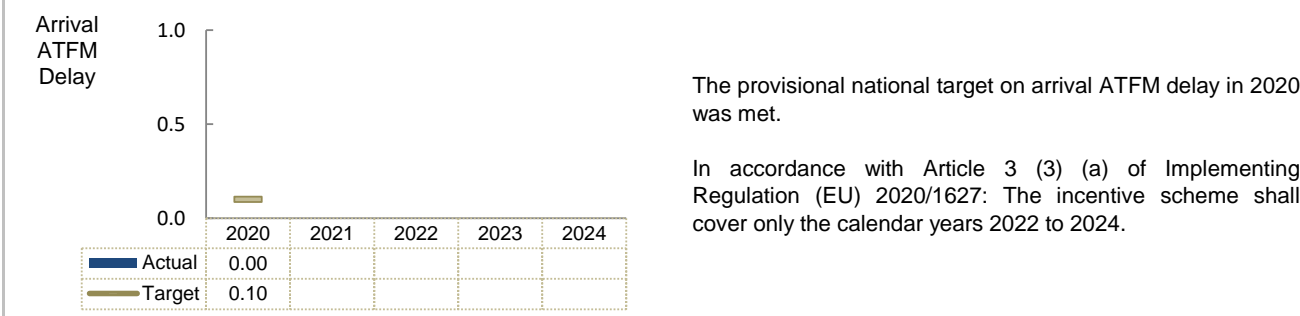 Arrival
ATFM
Delay
1.0
0.5
0.0
2020 2021 2022 2023 2024
Actual 0.00
Target 0.10
The provisional national target on arrival ATFM delay in 2020
was met.
In accordance with Article 3 (3) (a) of Implementing
Regulation (EU) 2020/1627: The incentive scheme shall
cover only the calendar years 2022 to 2024.